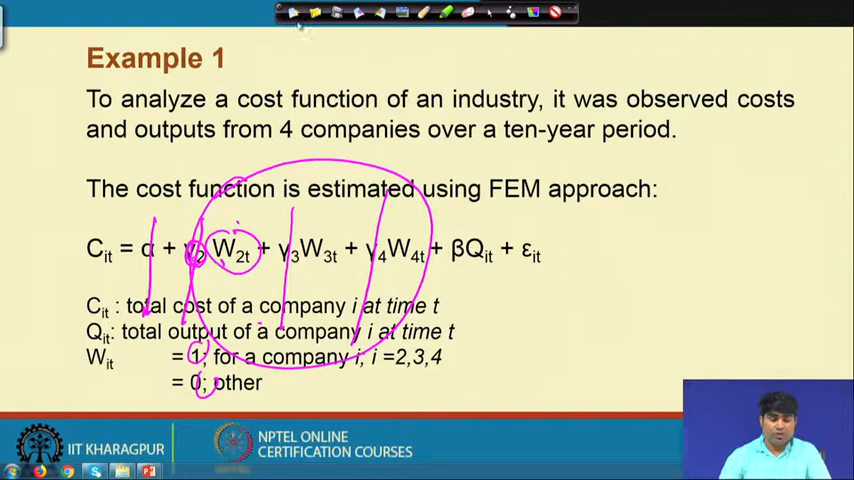 Example 1
To analyze a cost function of an industry, it was observed costs
and outputs from 4 companies over a ten-year period.
The cost function is estimated using FEM approach:
Cit = α + γ2 W2t + γ3W3t + γ4W4t + βQit + εit
Cit : total cost of a company i at time t
Qit: total output of a company i at time t
Wit = 1; for a company i; i =2,3,4
= 0; other
IIT KHARAGPUR
NPTEL ONLINE
CERTIFICATION COURSES